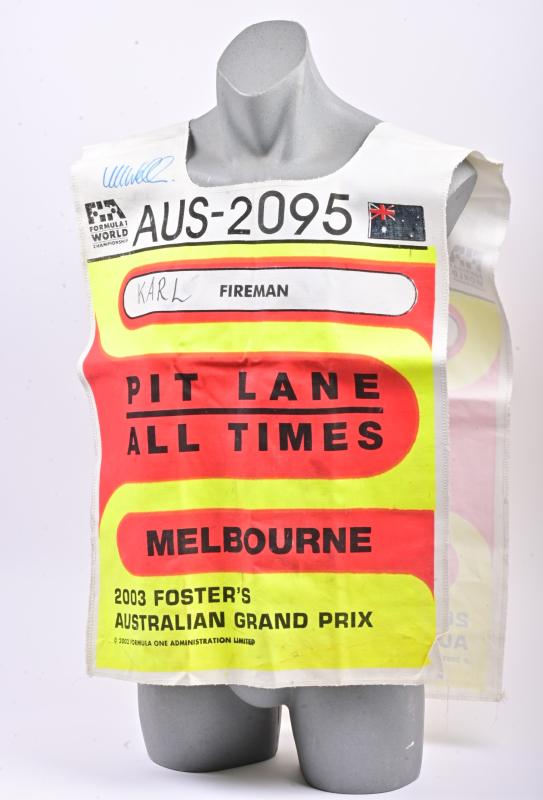 FIA
FORMULA 1
WORLD
CHAMPIONSHIP
AUS-2095
KARL FIREMAN
PIT LANE
ALL TIMES
MELBOURNE
2003 FOSTER'S
AUSTRALIAN GRAND PRIX
© 2002 FORMULA ONE ADMINISTRATION LIMITED